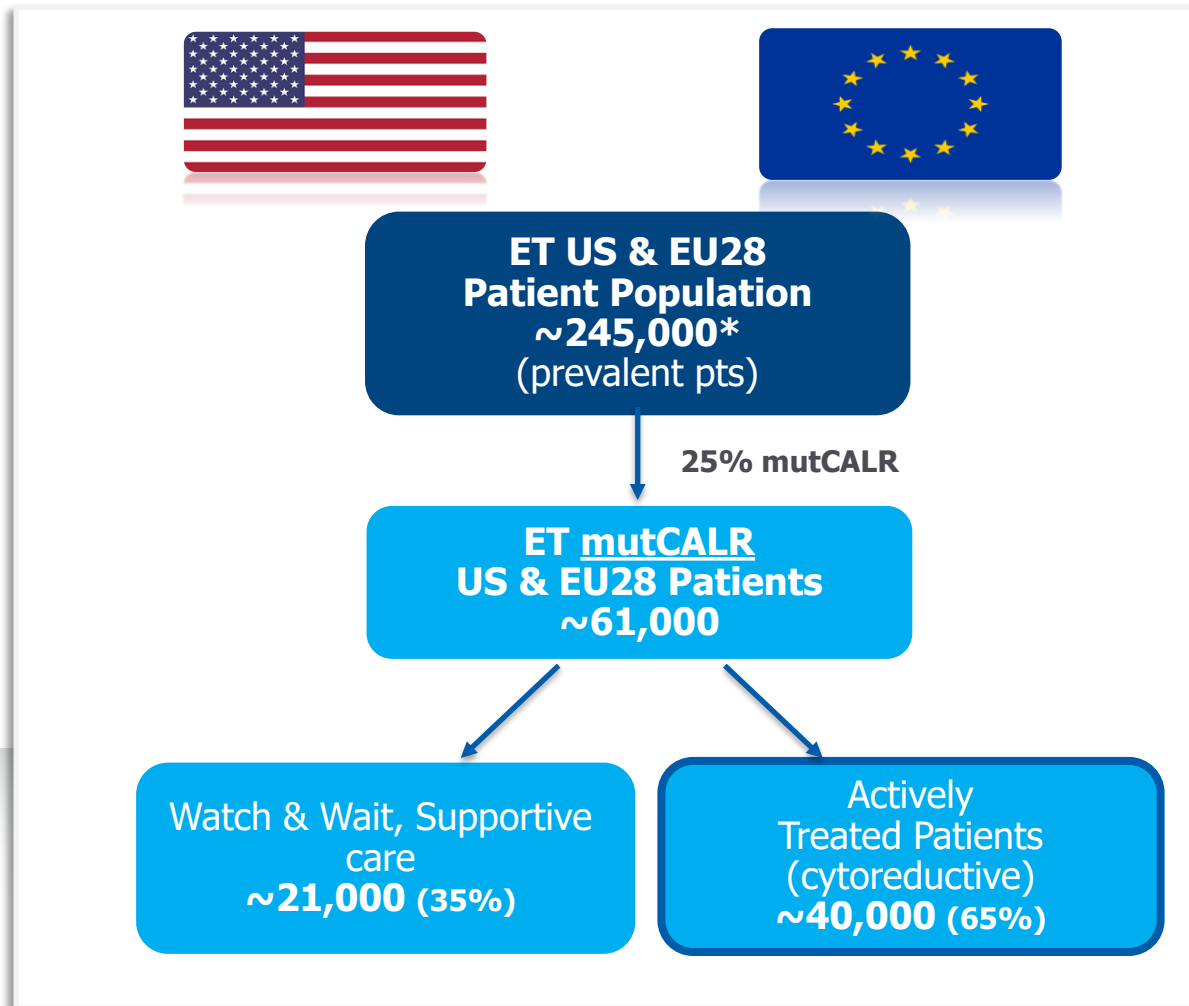 ET US & EU28
Patient Population
~245,000*
(prevalent pts)
25% mutCALR
ET mutCALR
US & EU28 Patients
~61,000
Watch & Wait, Supportive
care
~21,000 (35%)
Actively
Treated Patients
(cytoreductive)
~40,000 (65%)